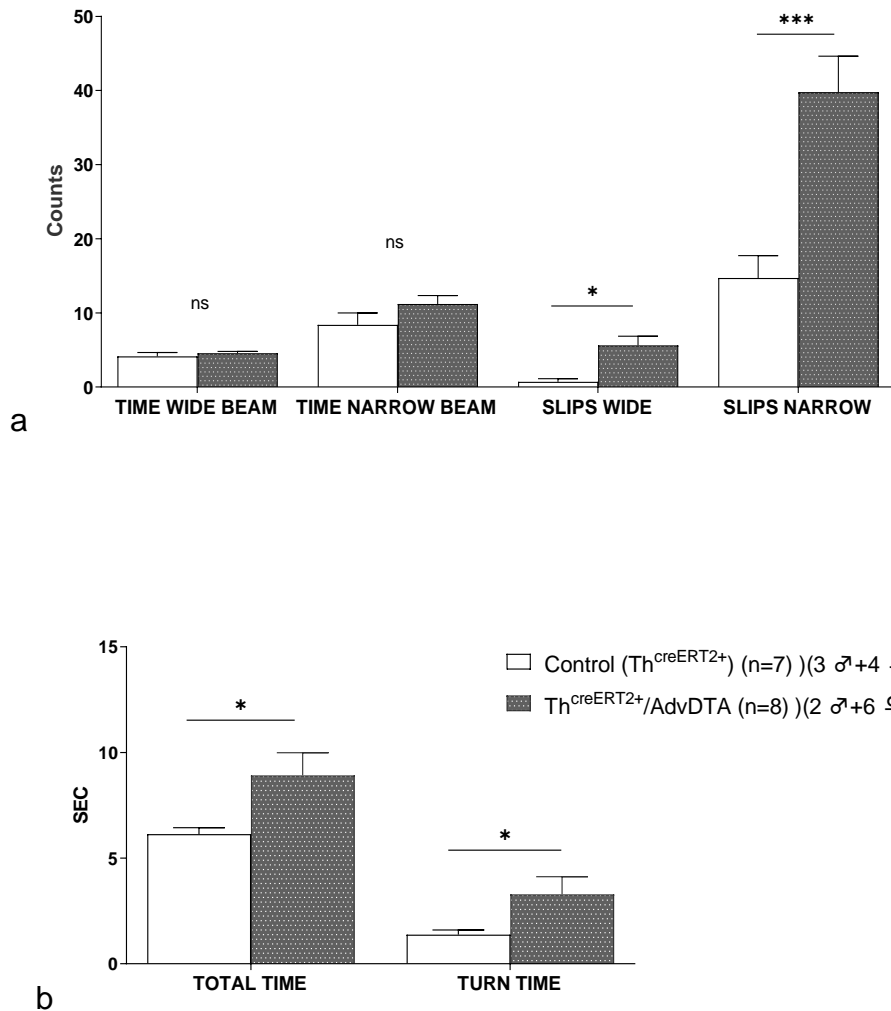 50
***
40
Counts
30
20
ns
*
10
ns
0
TIME WIDE BEAM TIME NARROW BEAM SLIPS WIDE SLIPS NARROW
a
15
Control (Th^creERT2+) (n=7) )(3 ♂+4
Th^creERT2+/AdvDTA (n=8) )(2 ♂+6 ♀
*
10
SEC
*
5
0
TOTAL TIME TURN TIME
b